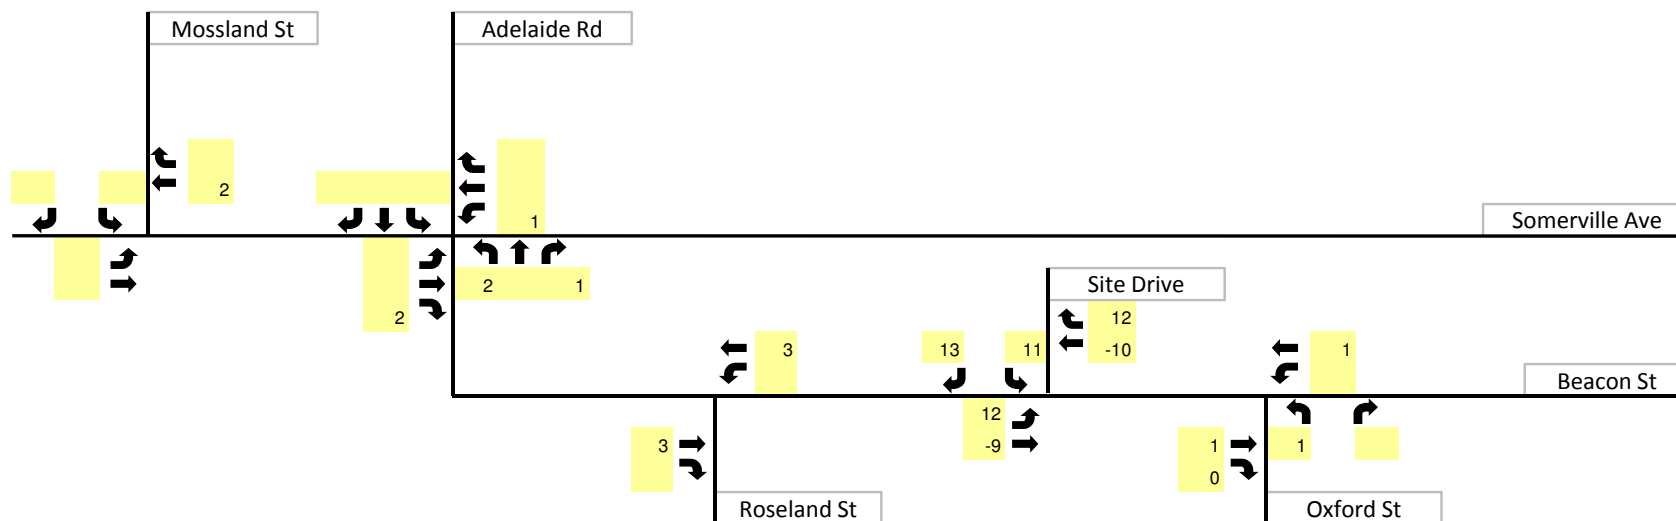 Mossland St
Adelaide Rd
2
1
Somerville Ave
2
2 1
Site Drive
12
-10
3
13 11
1
Beacon St
12
-9
3
1
0
1
Roseland St
Oxford St